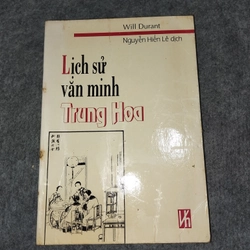 Will Durant
Nguyễn Hiến Lê dịch
Lịch sử
văn minh
Trung Hoa